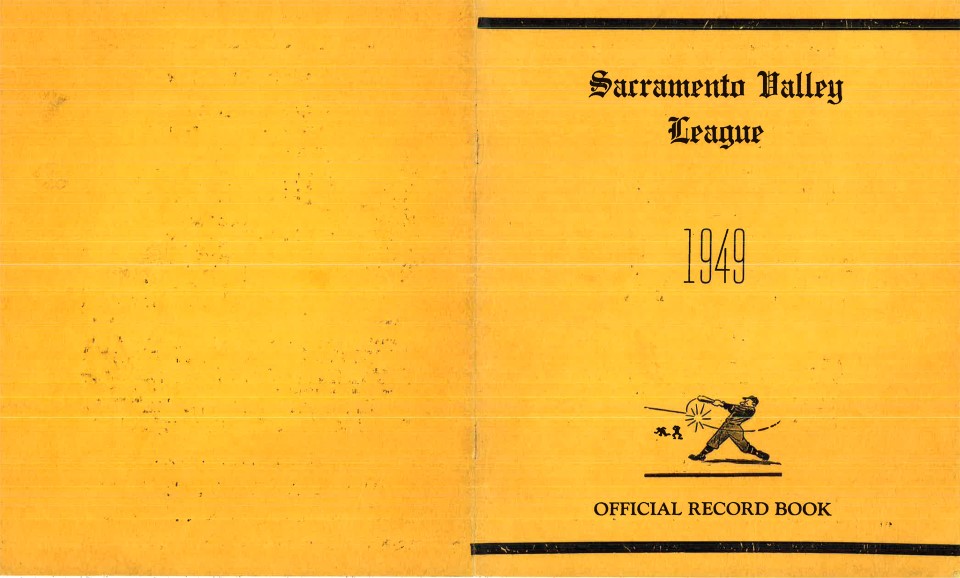 Sacramento Valley
League
1949
OFFICIAL RECORD BOOK